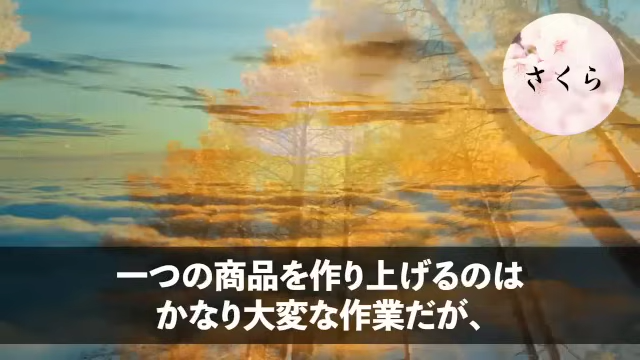 さくら
一つの商品を作り上げるのは
かなり大変な作業だが、